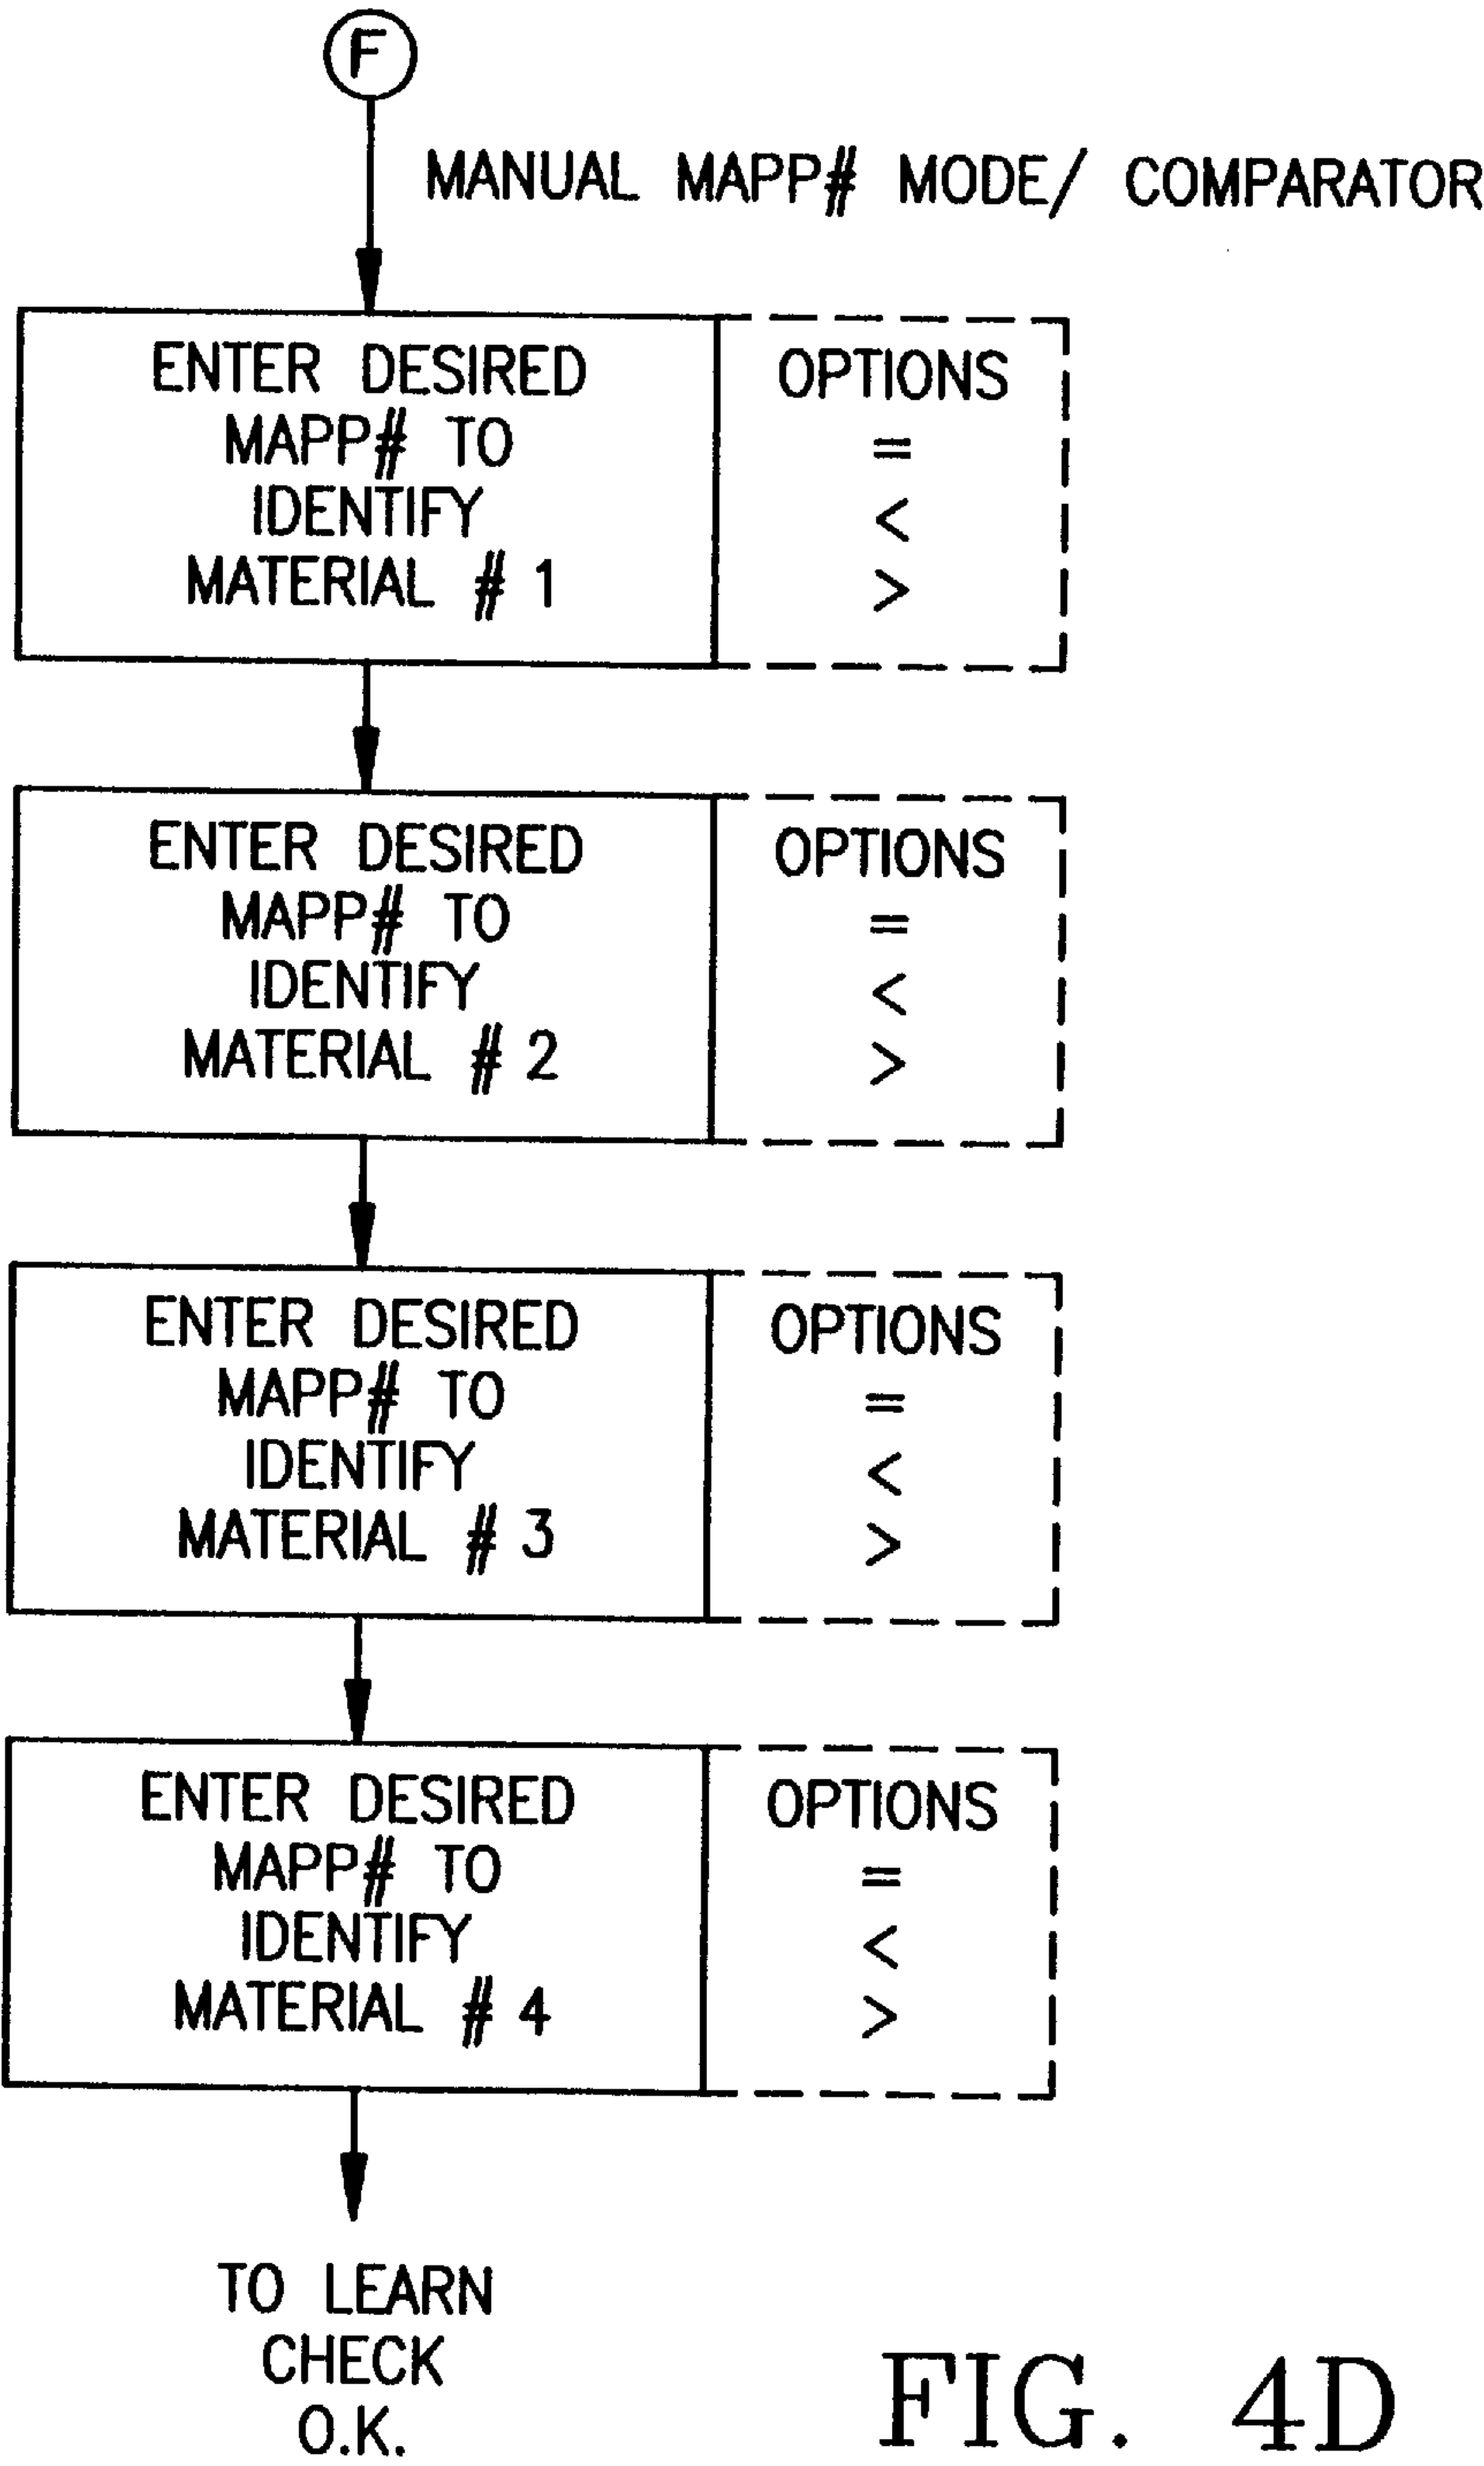 F
MANUAL MAPP# MODE/ COMPARATOR
ENTER DESIRED
MAPP# TO
IDENTIFY
MATERIAL # 1
OPTIONS
=
<
>
ENTER DESIRED
MAPP# TO
IDENTIFY
MATERIAL # 2
OPTIONS
=
<
>
ENTER DESIRED
MAPP# TO
IDENTIFY
MATERIAL # 3
OPTIONS
=
<
>
ENTER DESIRED
MAPP# TO
IDENTIFY
MATERIAL # 4
OPTIONS
=
<
>
TO LEARN
CHECK
O.K.
FIG. 4D